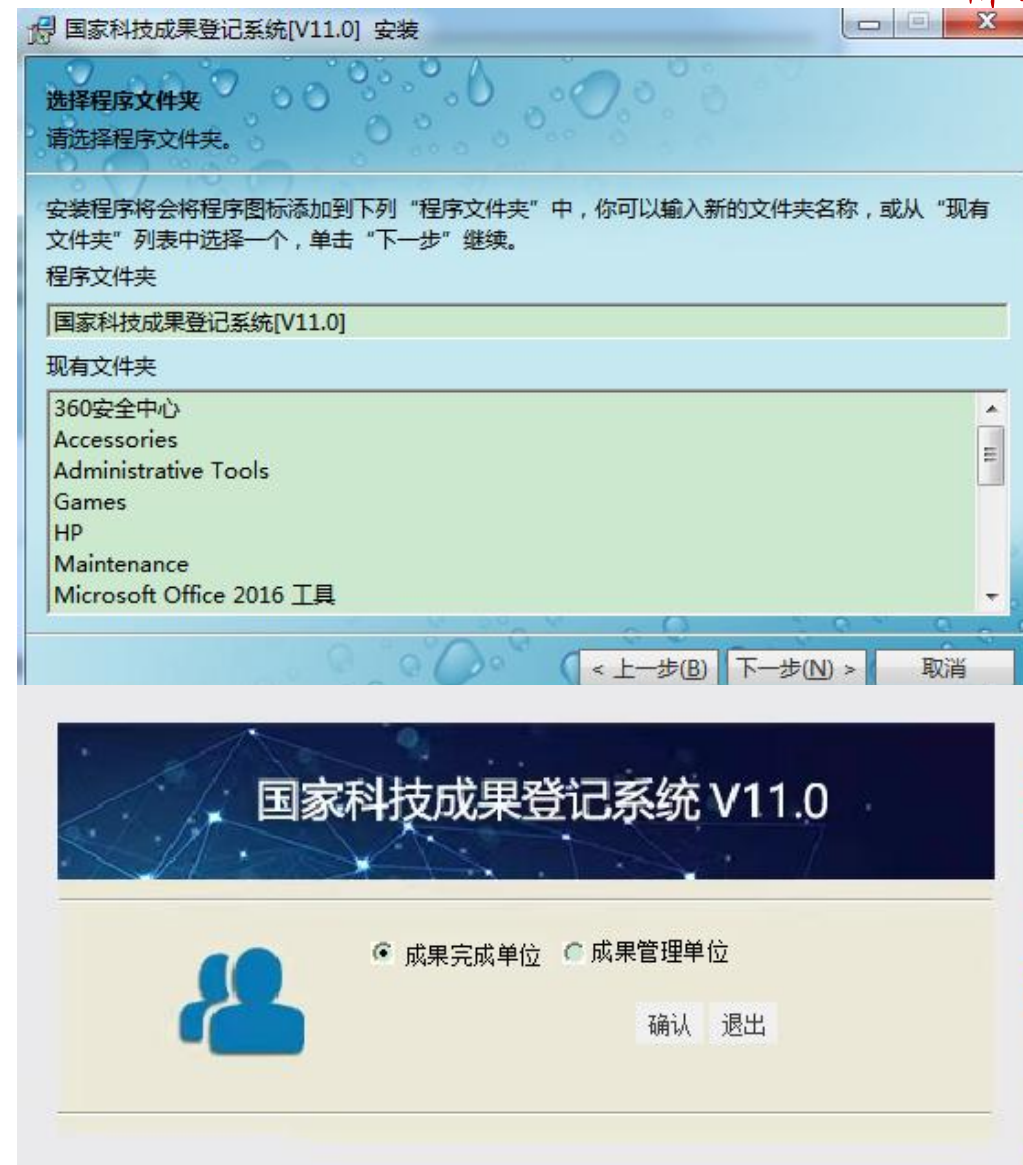 国家科技成果登记系统[V11.0] 安装
选择程序文件夹
请选择程序文件夹。
安装程序将会将程序图标添加到下列“程序文件夹”中，你可以输入新的文件夹名称，或从“现有
文件夹”列表中选择一个，单击“下一步”继续。
程序文件夹
国家科技成果登记系统[V11.0]
现有文件夹
360安全中心
Accessories
Administrative Tools
Games
HP
Maintenance
Microsoft Office 2016 工具
< 上一步(B) 下一步(N) > 取消
国家科技成果登记系统 V11.0
成果完成单位 成果管理单位
确认 退出